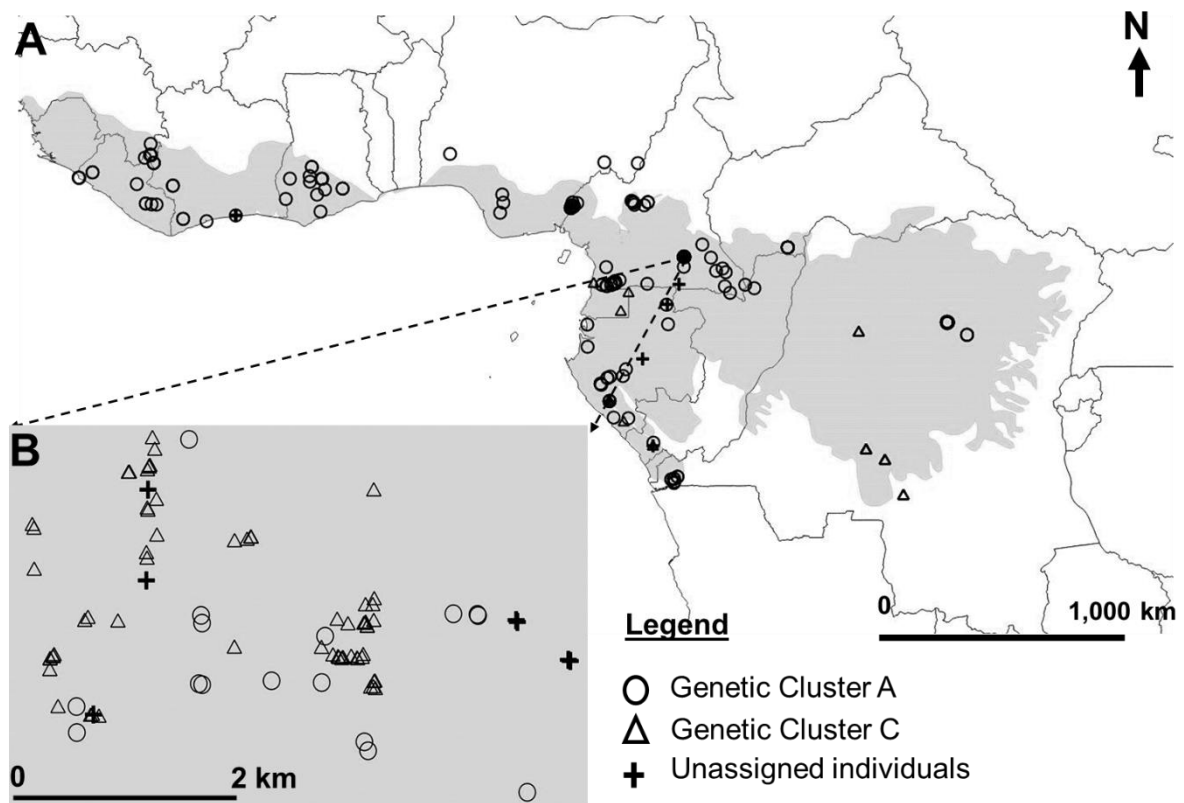 A
N
B
0
1,000 km
Legend
Genetic Cluster A
Genetic Cluster C
Unassigned individuals
0
2 km